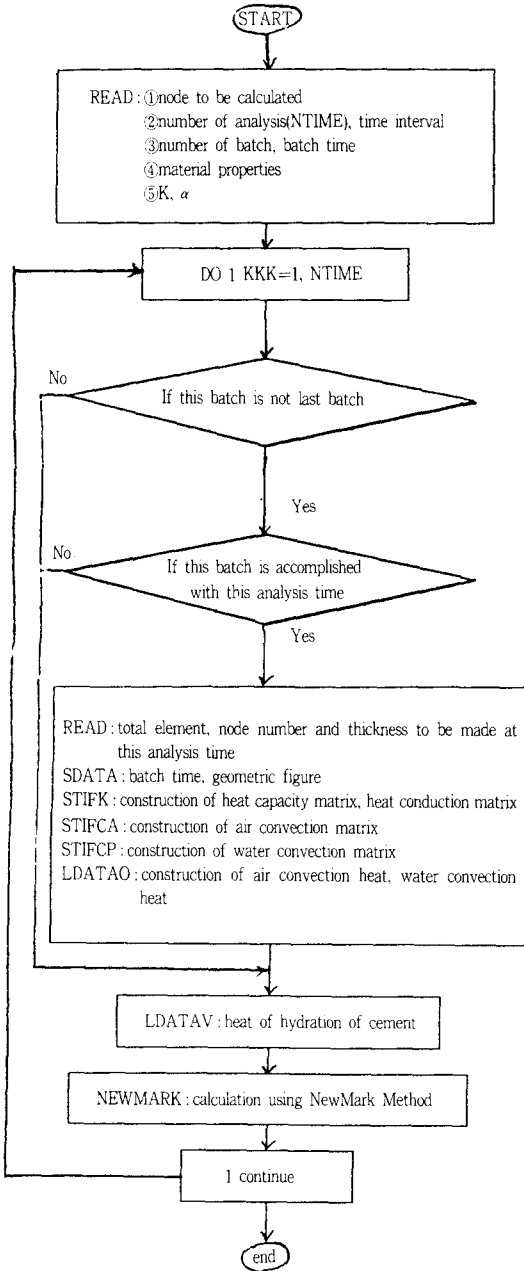 START
READ : ①node to be calculated
②number of analysis(NTIME), time interval
③number of batch, batch time
④material properties
⑤K, α
DO 1 KKK=1, NTIME
No
If this batch is not last batch
Yes
No
If this batch is accomplished
with this analysis time
Yes
READ : total element, node number and thickness to be made at
this analysis time
SDATA : batch time, geometric figure
STIFK : construction of heat capacity matrix, heat conduction matrix
STIFCA : construction of air convection matrix
STIFCP : construction of water convection matrix
LDATAO : construction of air convection heat, water convection
heat
LDATAV : heat of hydration of cement
NEWMARK : calculation using NewMark Method
1 continue
end